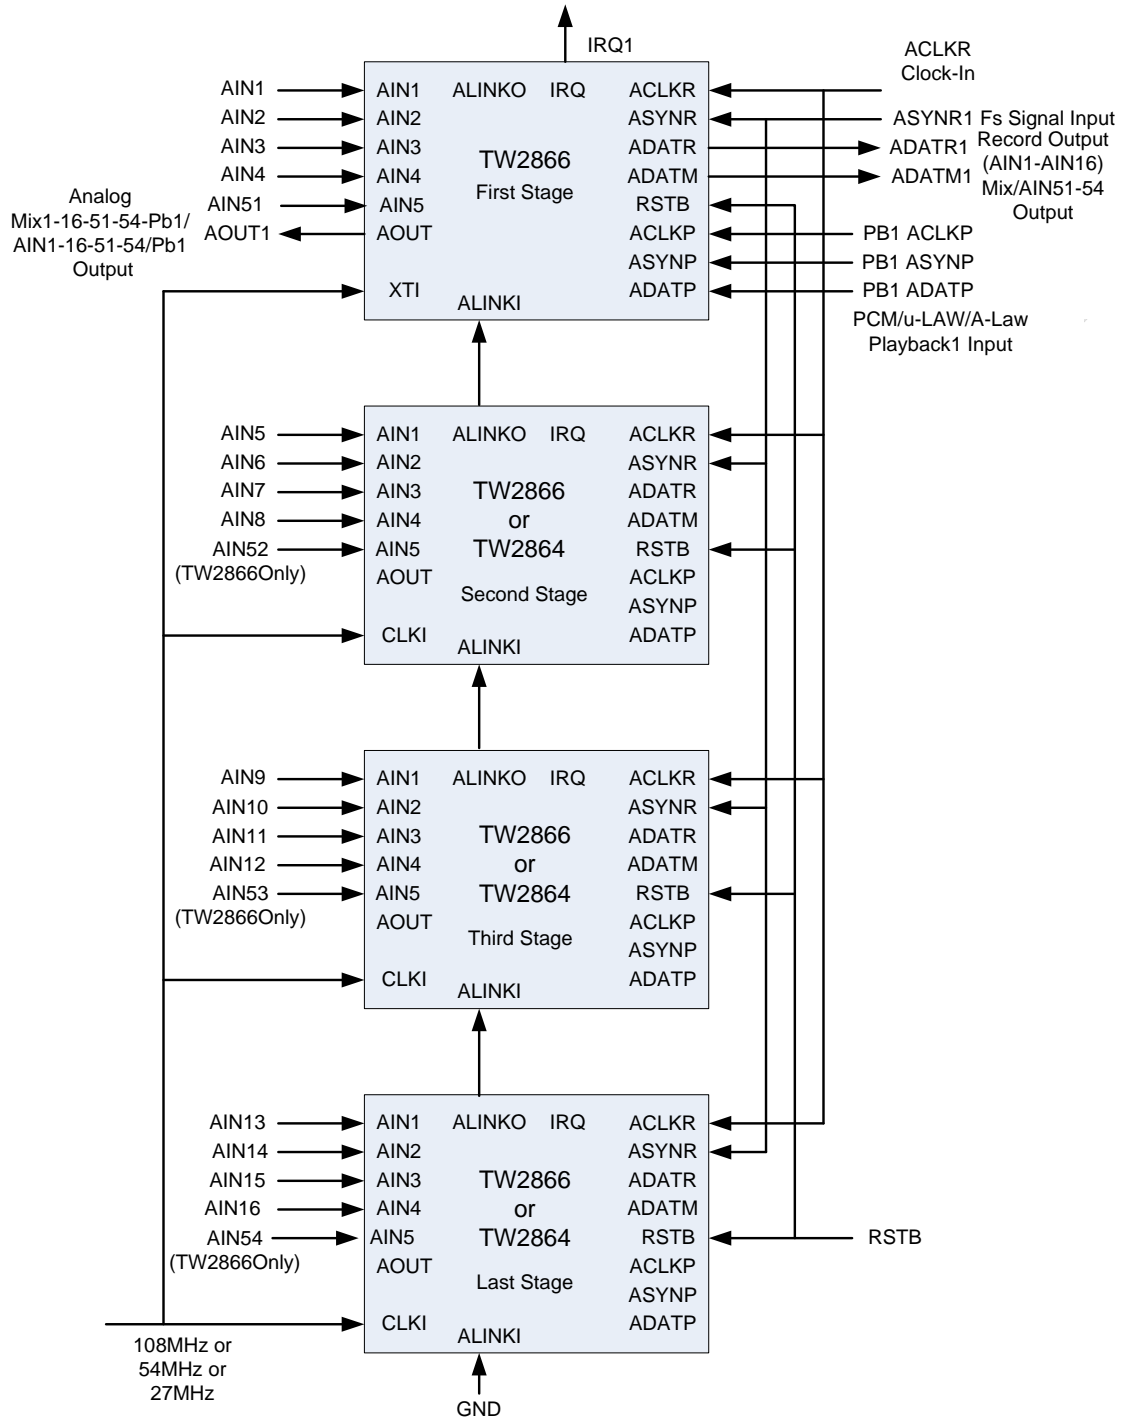 IRQ1
ACLKR
Clock-In
AIN1
AIN2
AIN3
AIN4
AIN51
AOUT1
Analog
Mix1-16-51-54-Pb1/
AIN1-16-51-54/Pb1
Output
AIN1
AIN2
AIN3
AIN4
AIN5
AOUT
XTI
ALINKO
IRQ
TW2866
First Stage
ALINKI
ACLKR
ASYNR
ADATR
ADATM
RSTB
ACLKP
ASYNP
ADATP
ASYNR1 Fs Signal Input
ADATR1
ADATM1
Record Output
(AIN1-AIN16)
Mix/AIN51-54
Output
PB1 ACLKP
PB1 ASYNP
PB1 ADATP
PCM/u-LAW/A-Law
Playback1 Input
AIN5
AIN6
AIN7
AIN8
AIN52
(TW2866Only)
AIN1
AIN2
AIN3
AIN4
AIN5
AOUT
CLKI
ALINKO
IRQ
TW2866
or
TW2864
Second Stage
ALINKI
ACLKR
ASYNR
ADATR
ADATM
RSTB
ACLKP
ASYNP
ADATP
AIN9
AIN10
AIN11
AIN12
AIN53
(TW2866Only)
AIN1
AIN2
AIN3
AIN4
AIN5
AOUT
CLKI
ALINKO
IRQ
TW2866
or
TW2864
Third Stage
ALINKI
ACLKR
ASYNR
ADATR
ADATM
RSTB
ACLKP
ASYNP
ADATP
AIN13
AIN14
AIN15
AIN16
AIN54
(TW2866Only)
AIN1
AIN2
AIN3
AIN4
AIN5
AOUT
CLKI
ALINKO
IRQ
TW2866
or
TW2864
Last Stage
ALINKI
ACLKR
ASYNR
ADATR
ADATM
RSTB
ACLKP
ASYNP
ADATP
RSTB
108MHz or
54MHz or
27MHz
GND